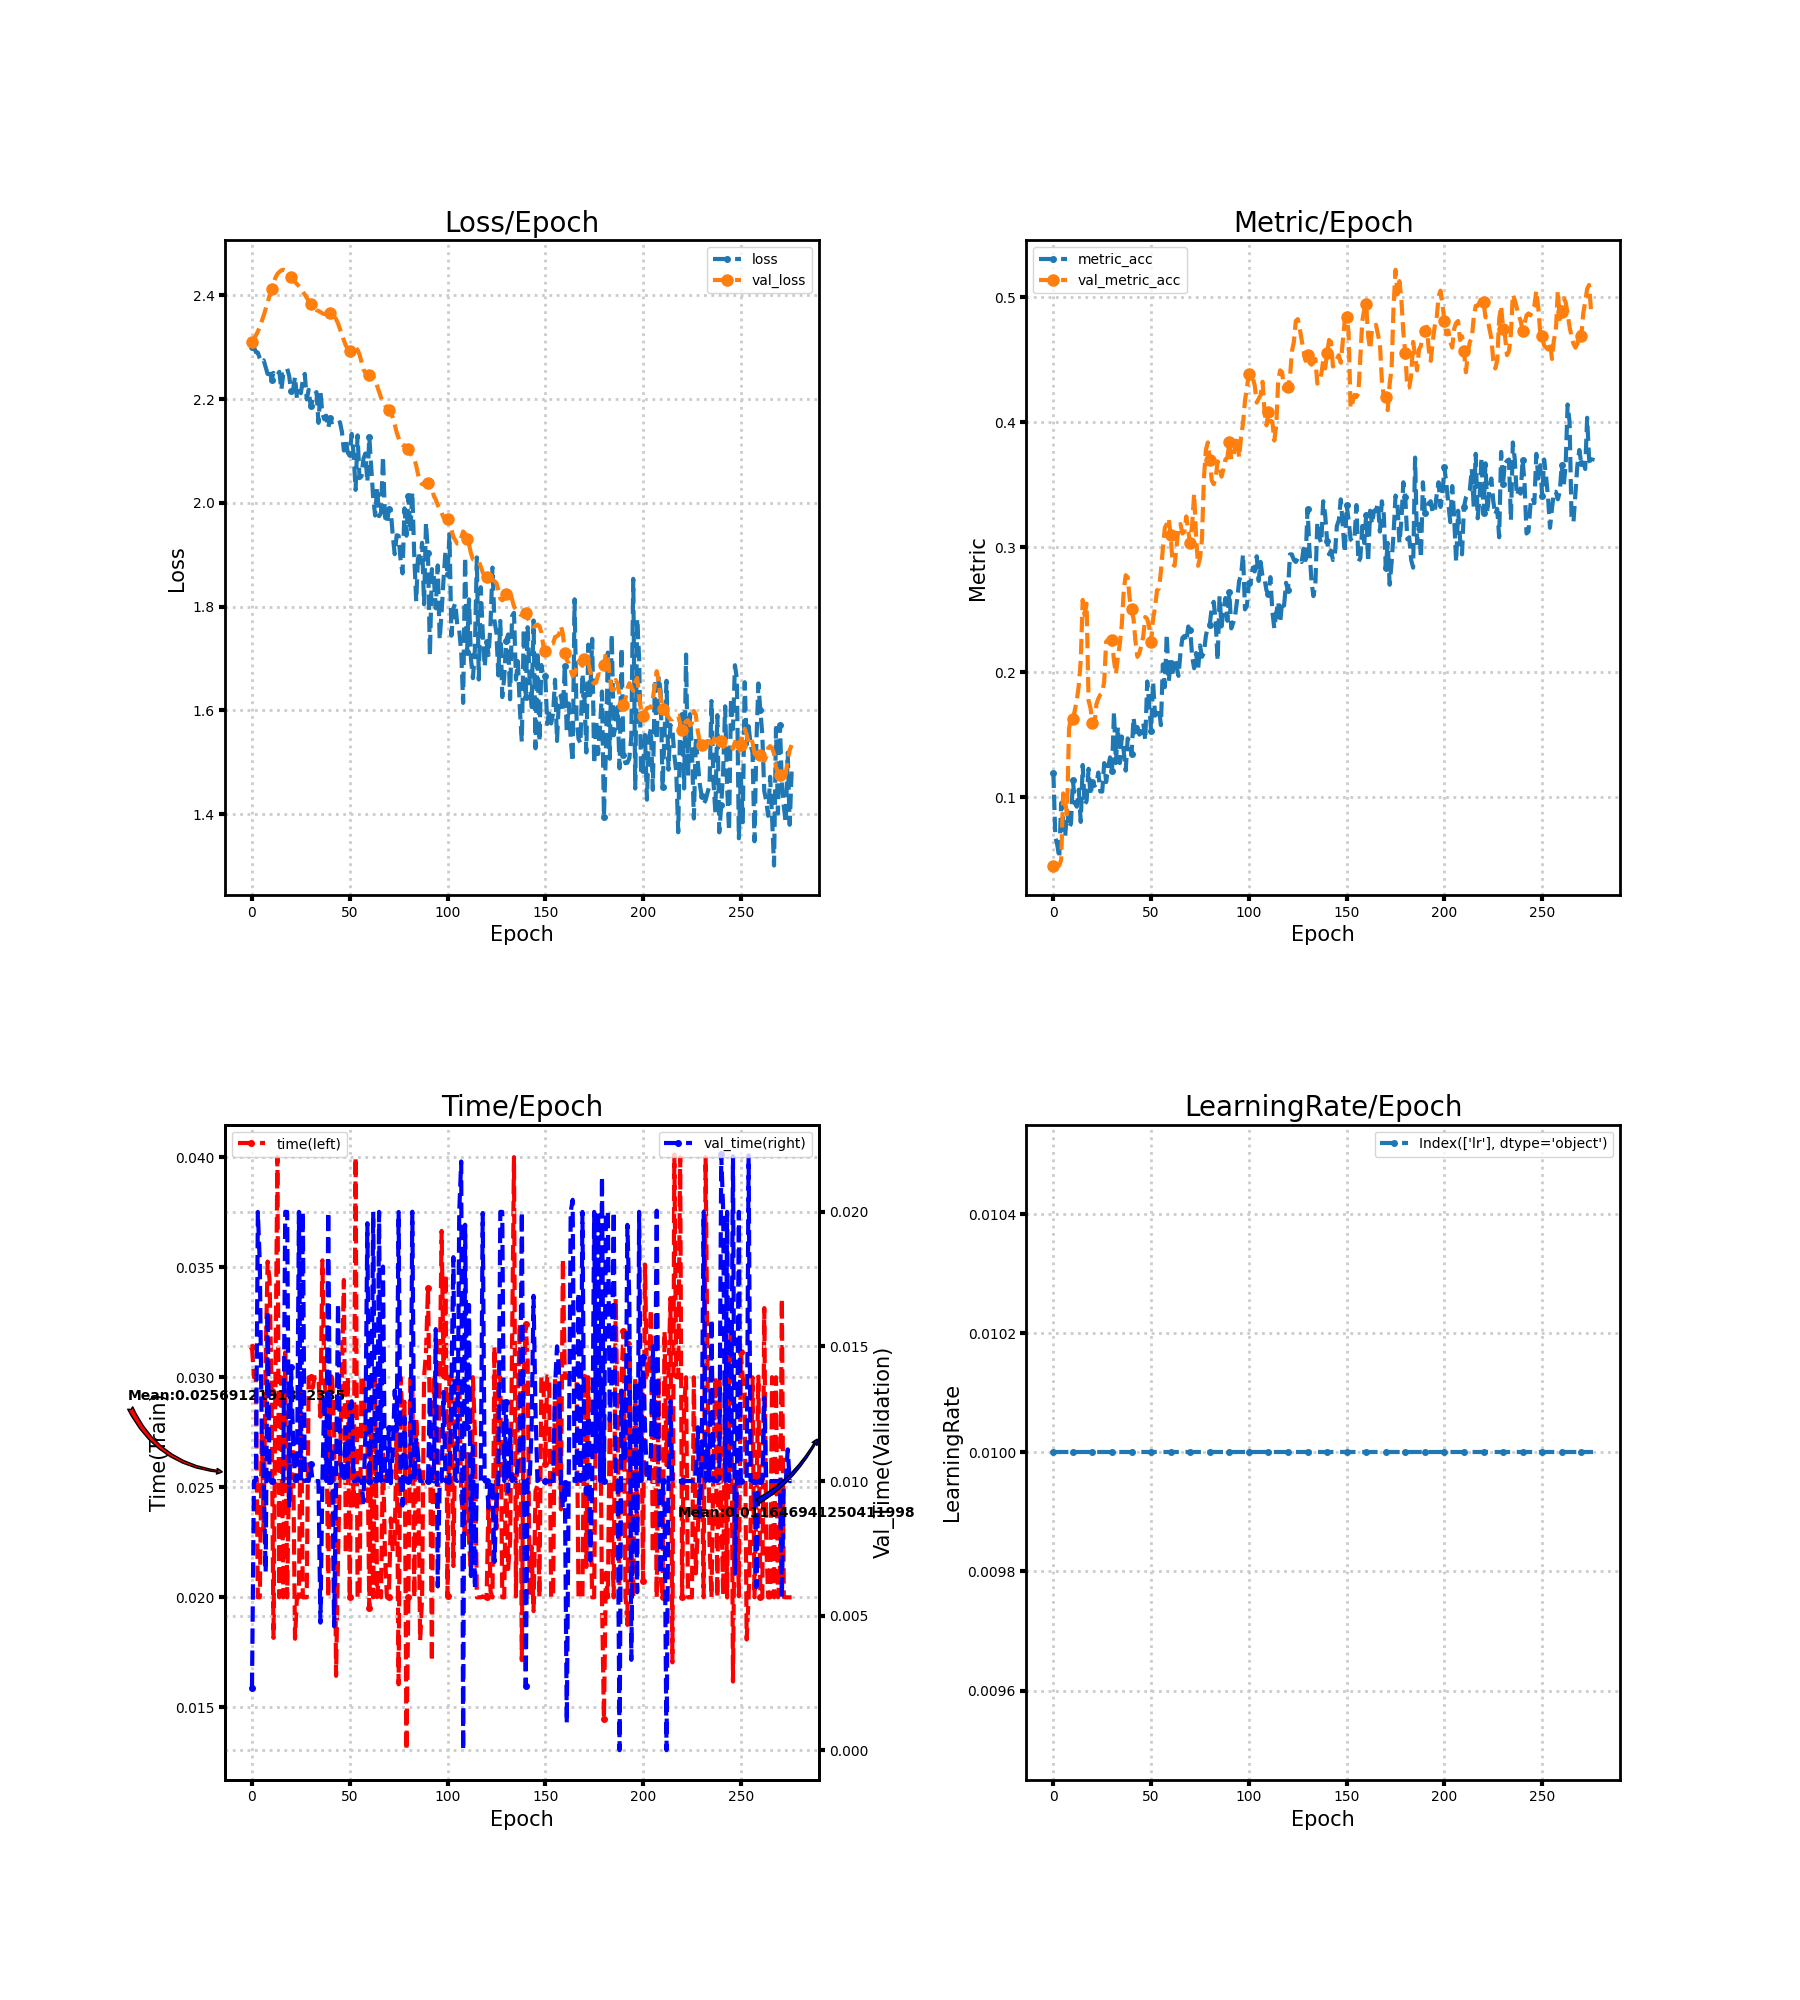 Loss/Epoch
loss
val_loss
2.4
2.2
2.0
1.8
1.6
1.4
Loss
0
50
100
150
200
250
Epoch
Metric/Epoch
metric_acc
val_metric_acc
0.5
0.4
0.3
0.2
0.1
Metric
0
50
100
150
200
250
Epoch
Time/Epoch
time(left)
val_time(right)
0.040
0.035
0.030
0.025
0.020
0.015
Time(Train)
0.020
0.015
0.010
0.005
0.000
Val_Time(Validation)
Mean:0.011646941250411998
0
50
100
150
200
250
Epoch
LearningRate/Epoch
Index(['lr'], dtype='object')
0.0104
0.0102
0.0100
0.0098
0.0096
LearningRate
0
50
100
150
200
250
Epoch